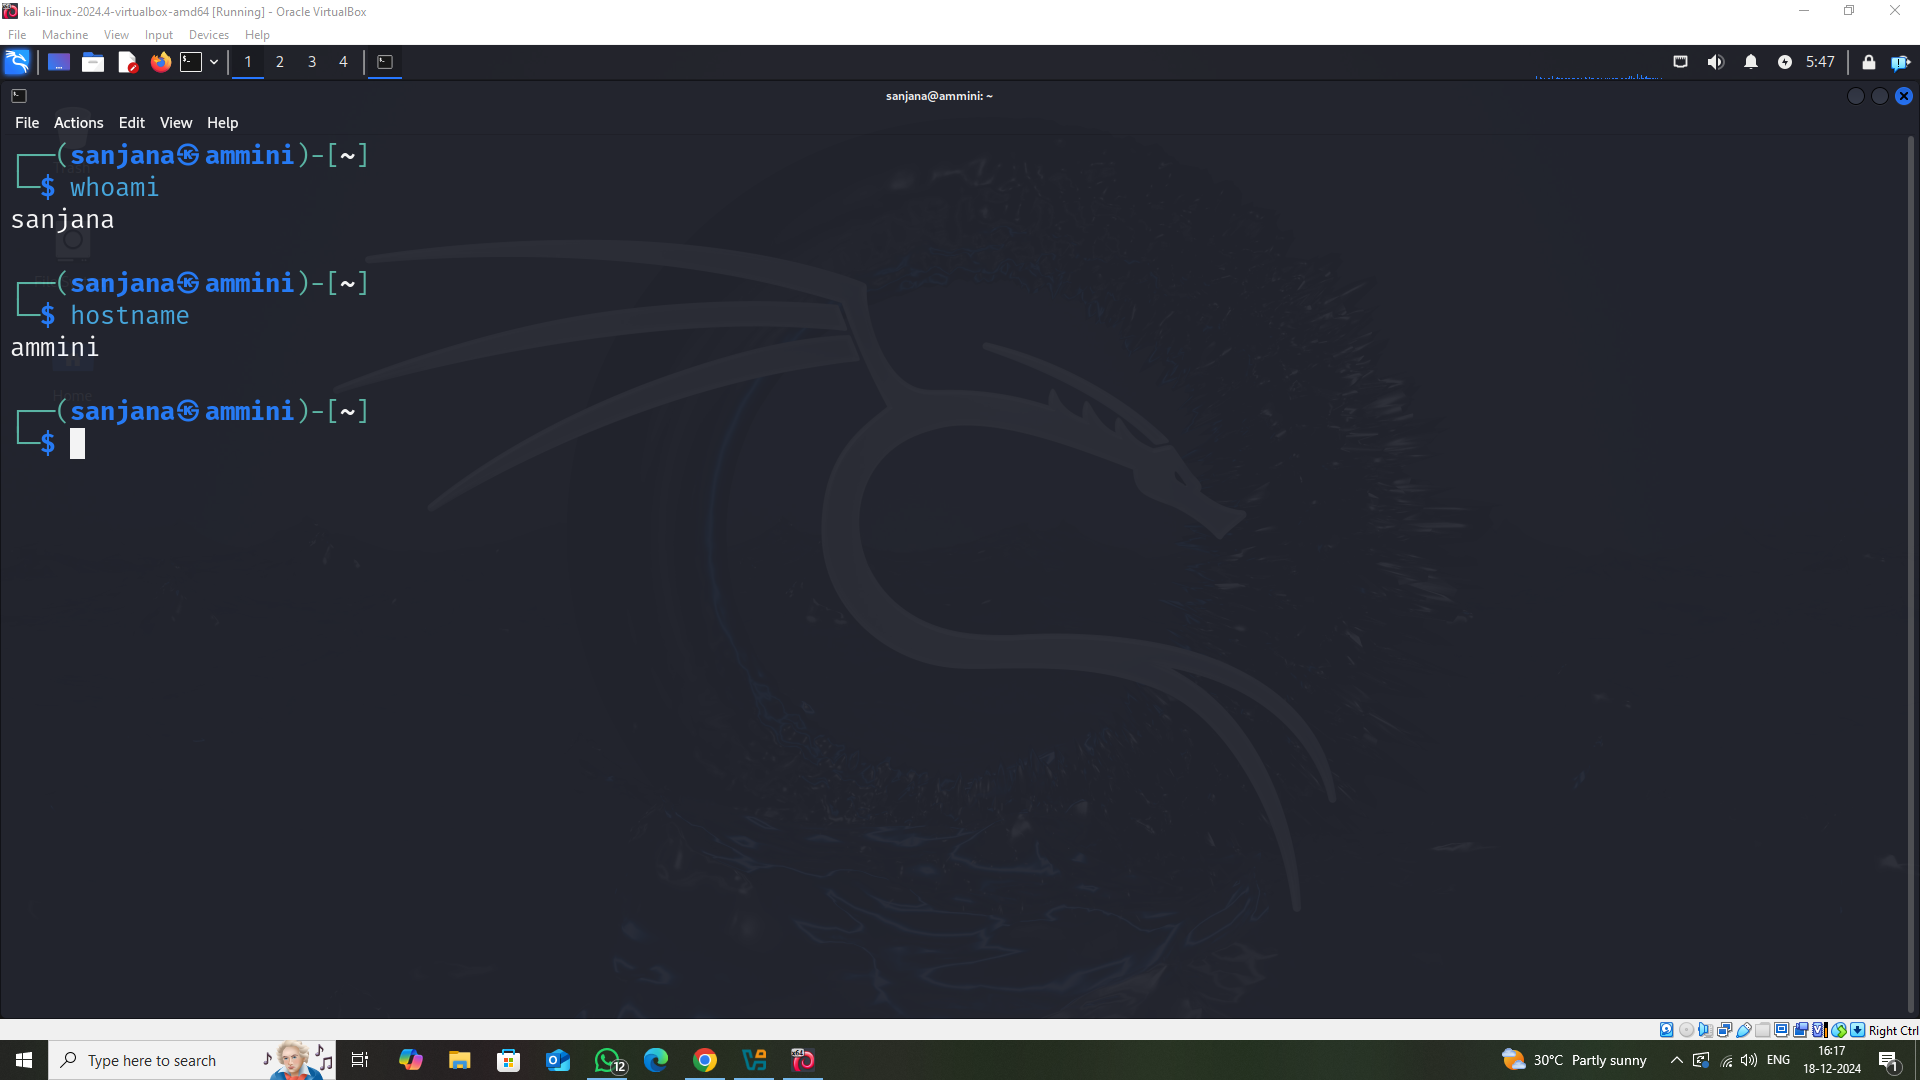 kali-linux-2024.4-virtualbox-amd64 [Running] - Oracle VirtualBox
File Machine View Input Devices Help
1 2 3 4 5:47
sanjana@ammini: ~
File Actions Edit View Help
┌──(sanjana㉿ammini)-[~]
└─$ whoami
sanjana
┌──(sanjana㉿ammini)-[~]
└─$ hostname
ammini
Home
┌──(sanjana㉿ammini)-[~]
└─$
Right Ctrl
Type here to search 12 30°C Partly sunny ENG 16:17 1
18-12-2024